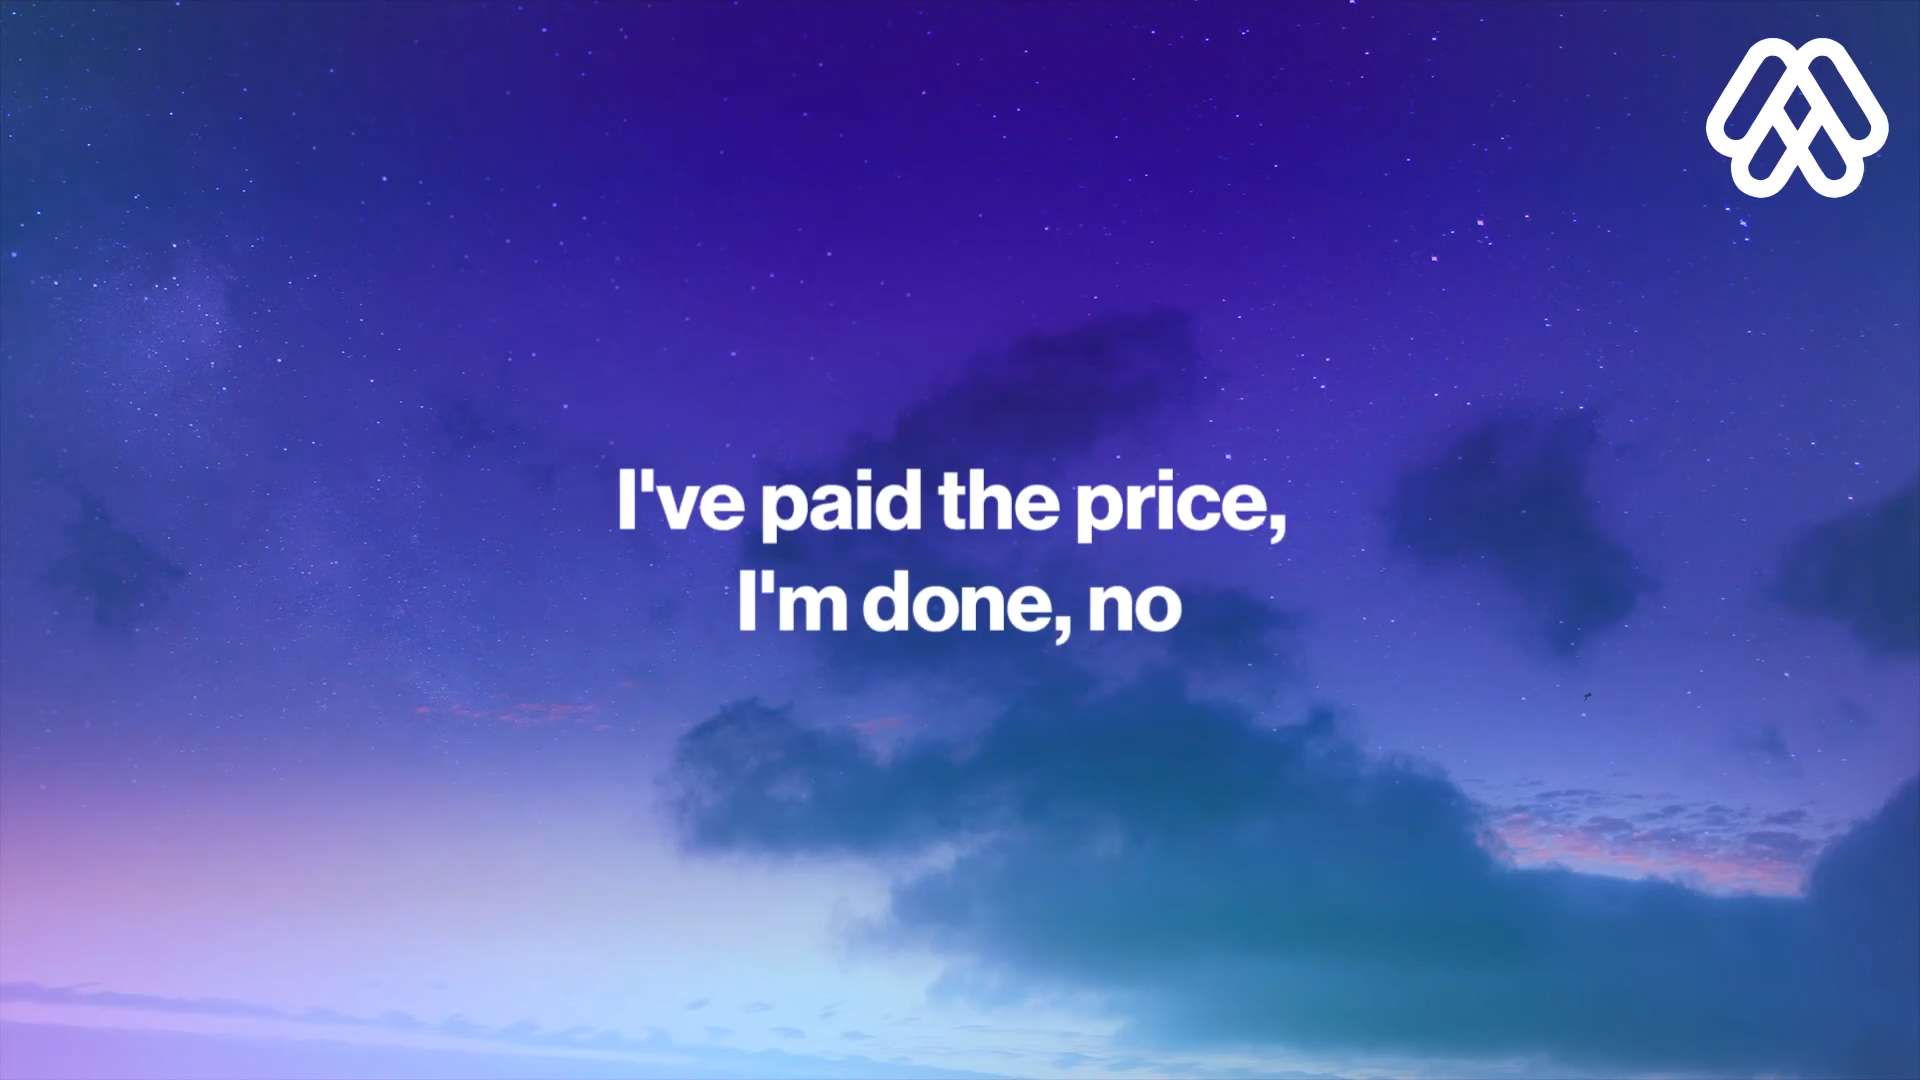 I've paid the price,
I'm done, no